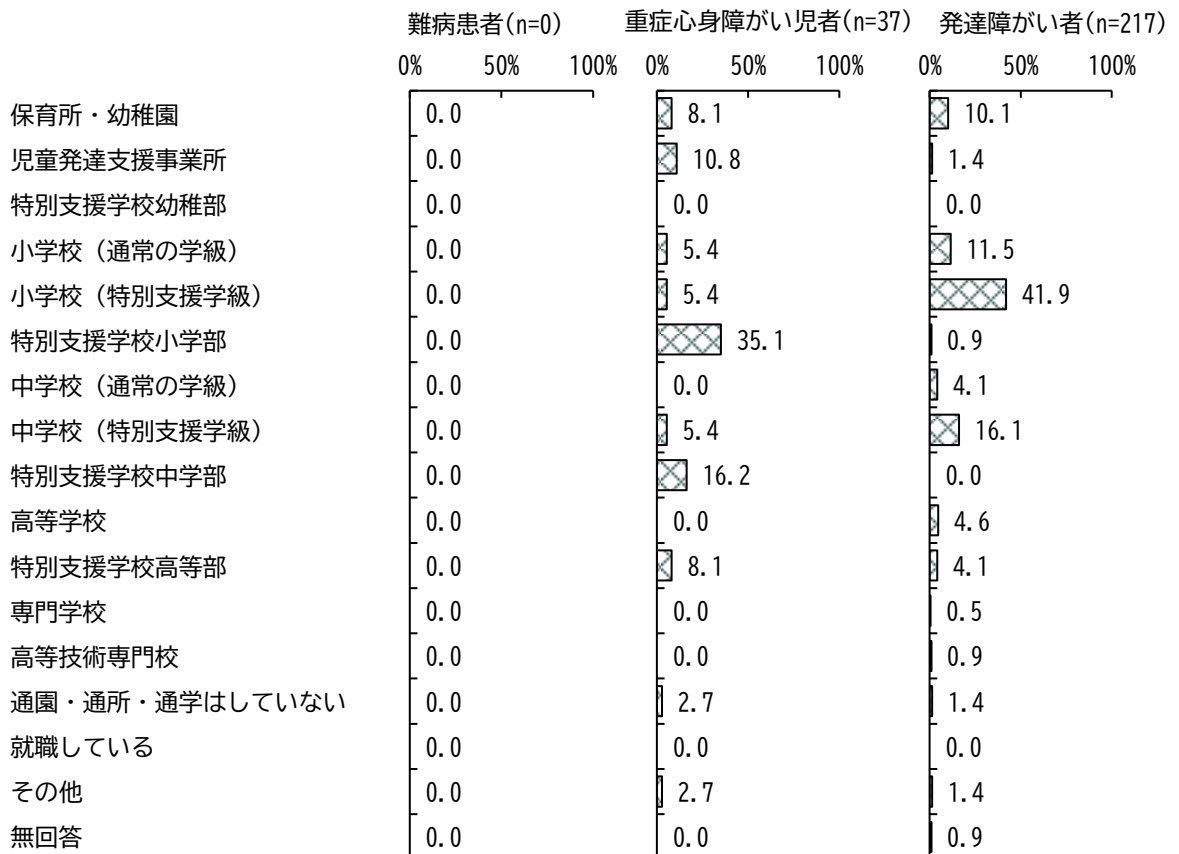 難病患者(n=0) 重症心身障がい児者(n=37) 発達障がい者(n=217)
0% 50% 100% 0% 50% 100% 0% 50% 100%
保育所・幼稚園 0.0 8.1 10.1
児童発達支援事業所 0.0 10.8 1.4
特別支援学校幼稚部 0.0 0.0 0.0
小学校（通常の学級） 0.0 5.4 11.5
小学校（特別支援学級） 0.0 5.4 41.9
特別支援学校小学部 0.0 35.1 0.9
中学校（通常の学級） 0.0 0.0 4.1
中学校（特別支援学級） 0.0 5.4 16.1
特別支援学校中学部 0.0 16.2 0.0
高等学校 0.0 0.0 4.6
特別支援学校高等部 0.0 8.1 4.1
専門学校 0.0 0.0 0.5
高等技術専門校 0.0 0.0 0.9
通園・通所・通学はしていない 0.0 2.7 1.4
就職している 0.0 0.0 0.0
その他 0.0 2.7 1.4
無回答 0.0 0.0 0.9